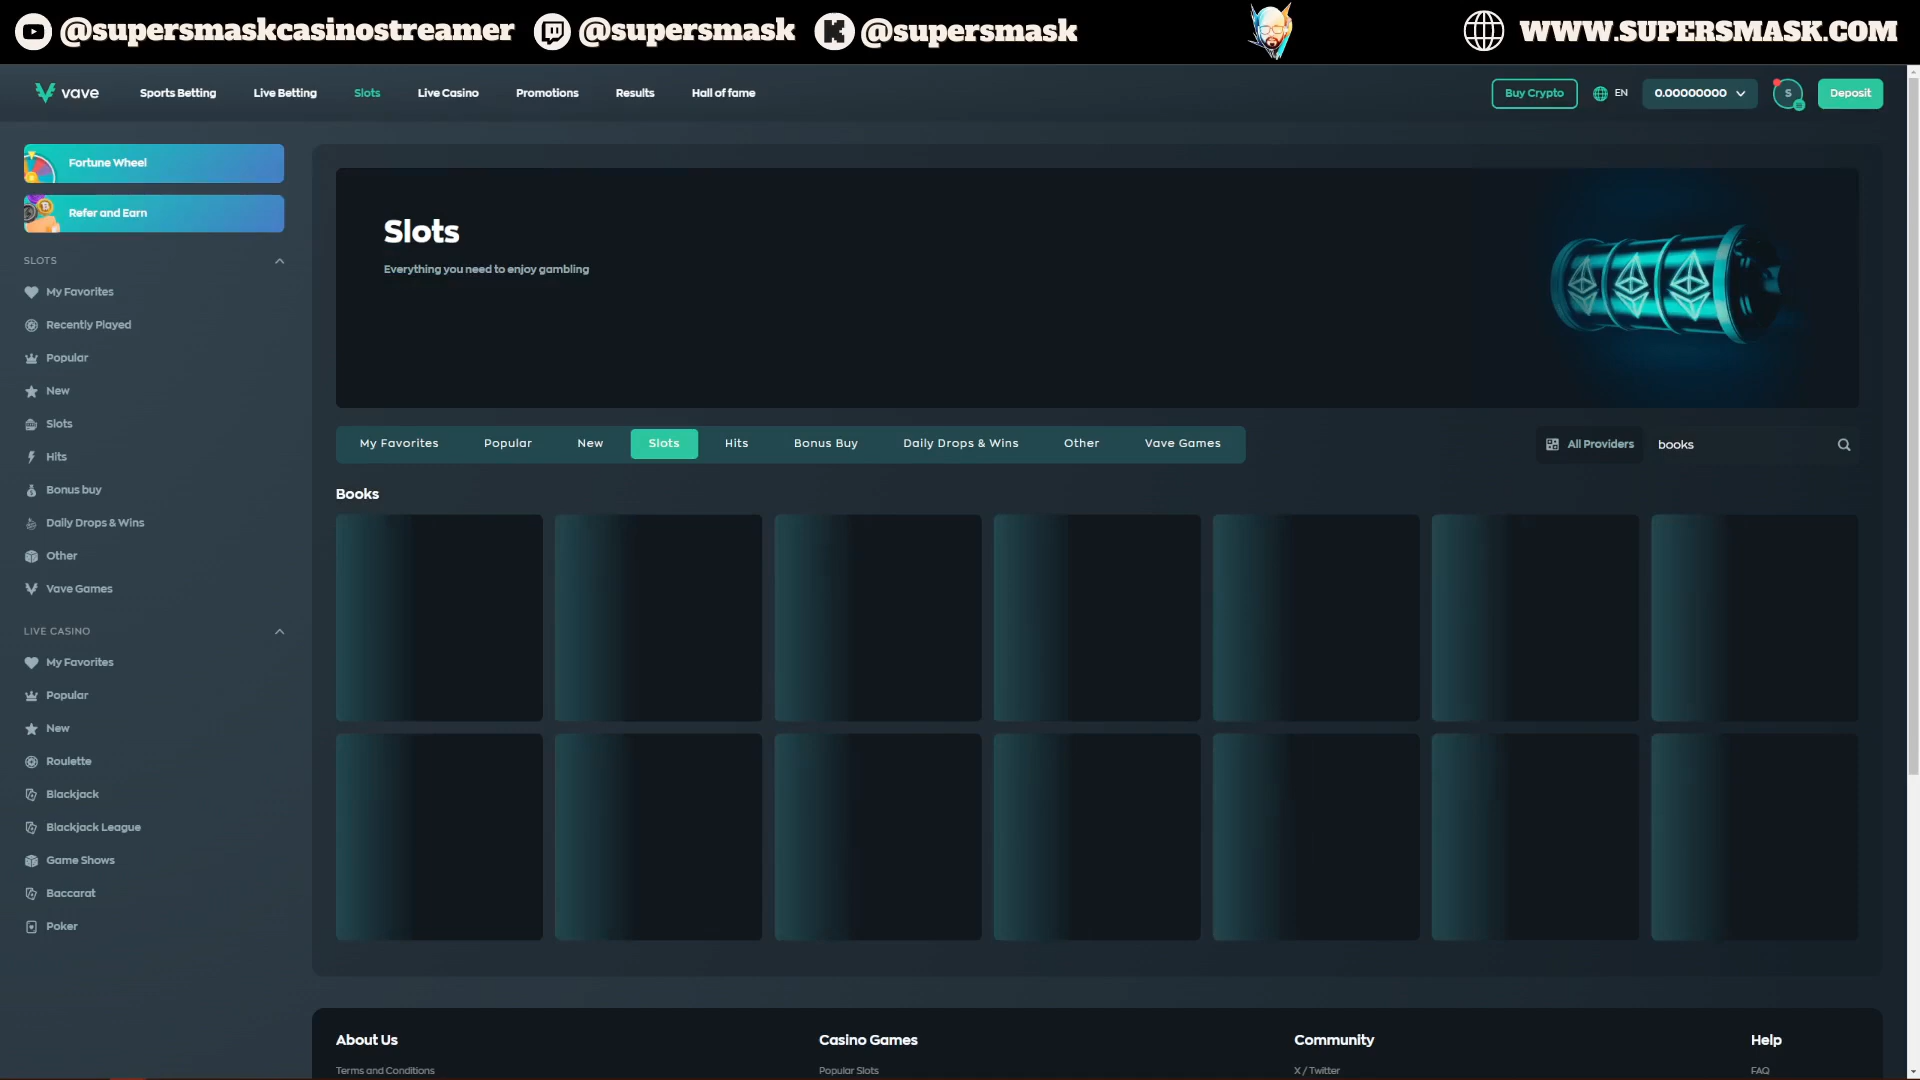 @supersmaskcasinostreamer @supersmask @supersmask WWW.SUPERSMASK.COM
vave Sports Betting Live Betting Slots Live Casino Promotions Results Hall of fame Buy Crypto EN 0.00000000 S Deposit
Fortune Wheel
Refer and Earn
SLOTS
My Favorites
Recently Played
Popular
New
Slots
Hits
Bonus buy
Daily Drops & Wins
Other
Vave Games
LIVE CASINO
My Favorites
Popular
New
Roulette
Blackjack
Blackjack League
Game Shows
Baccarat
Poker
Slots
Everything you need to enjoy gambling
My Favorites Popular New Slots Hits Bonus Buy Daily Drops & Wins Other Vave Games All Providers books
Books
About Us Casino Games Community Help
Terms and Conditions Popular Slots X / Twitter FAQ